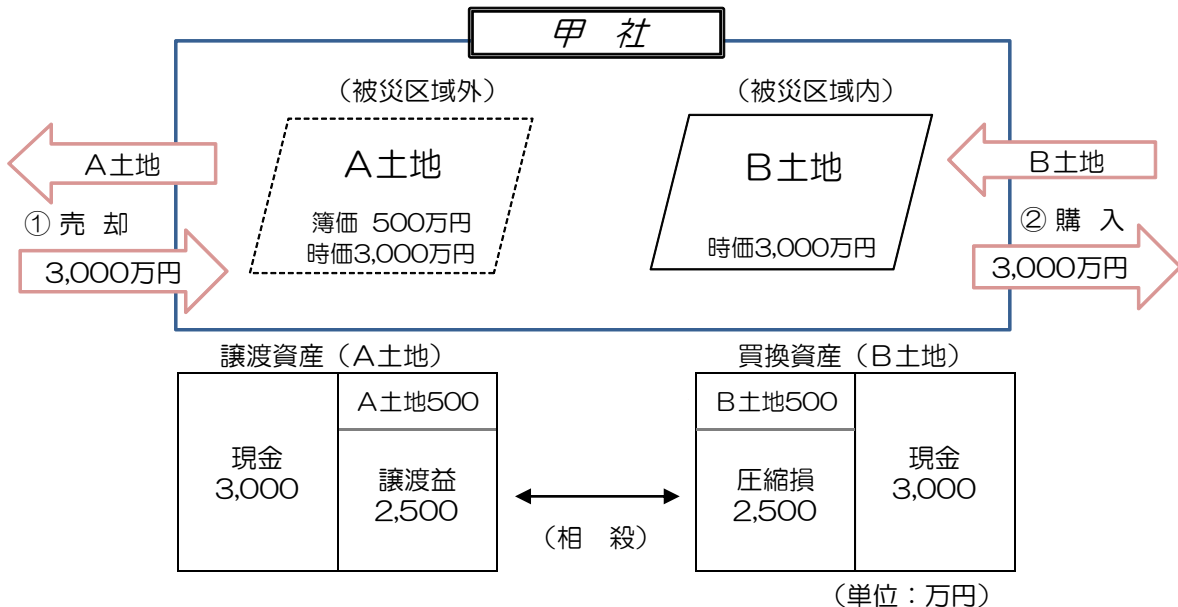 甲 社
(被災区域外)
(被災区域内)
A土地
① 売 却
3,000万円
A土地
簿価 500万円
時価3,000万円
B土地
時価3,000万円
B土地
② 購 入
3,000万円
譲渡資産(A土地)
買換資産(B土地)
現金
3,000
A土地500
譲渡益
2,500
(相 殺)
B土地500
圧縮損
2,500
現金
3,000
(単位:万円)